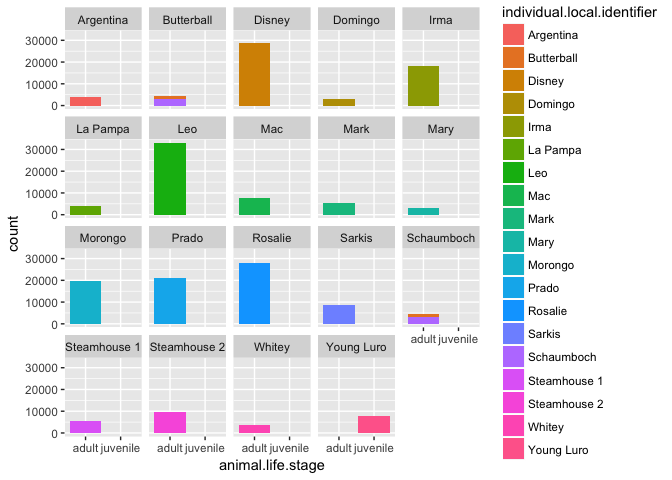 Argentina Butterball Disney Domingo Irma
30000
20000
10000
0
La Pampa Leo Mac Mark Mary
30000
20000
10000
0
Morongo Prado Rosalie Sarkis Schaumboch
30000
20000
10000
0
adult juvenile
Steamhouse 1 Steamhouse 2 Whitey Young Luro
30000
20000
10000
0
adult juvenile adult juvenile adult juvenile adult juvenile
animal.life.stage
count
individual.local.identifier
Argentina
Butterball
Disney
Domingo
Irma
La Pampa
Leo
Mac
Mark
Mary
Morongo
Prado
Rosalie
Sarkis
Schaumboch
Steamhouse 1
Steamhouse 2
Whitey
Young Luro